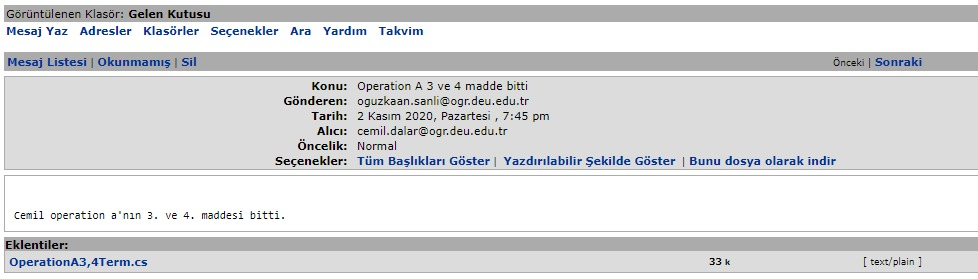 Görüntülenen Klasör: Gelen Kutusu
Mesaj Yaz Adresler Klasörler Seçenekler Ara Yardım Takvim
Mesaj Listesi | Okunmamış | Sil Önceki | Sonraki
Konu: Operation A 3 ve 4 madde bitti
Gönderen: oguzkaan.sanli@ogr.deu.edu.tr
Tarih: 2 Kasım 2020, Pazartesi , 7:45 pm
Alıcı: cemil.dalar@ogr.deu.edu.tr
Öncelik: Normal
Seçenekler: Tüm Başlıkları Göster | Yazdırılabilir Şekilde Göster | Bunu dosya olarak indir
Cemil operation a'nın 3. ve 4. maddesi bitti.
Eklentiler:
OperationA3,4Term.cs 33 k [ text/plain ]